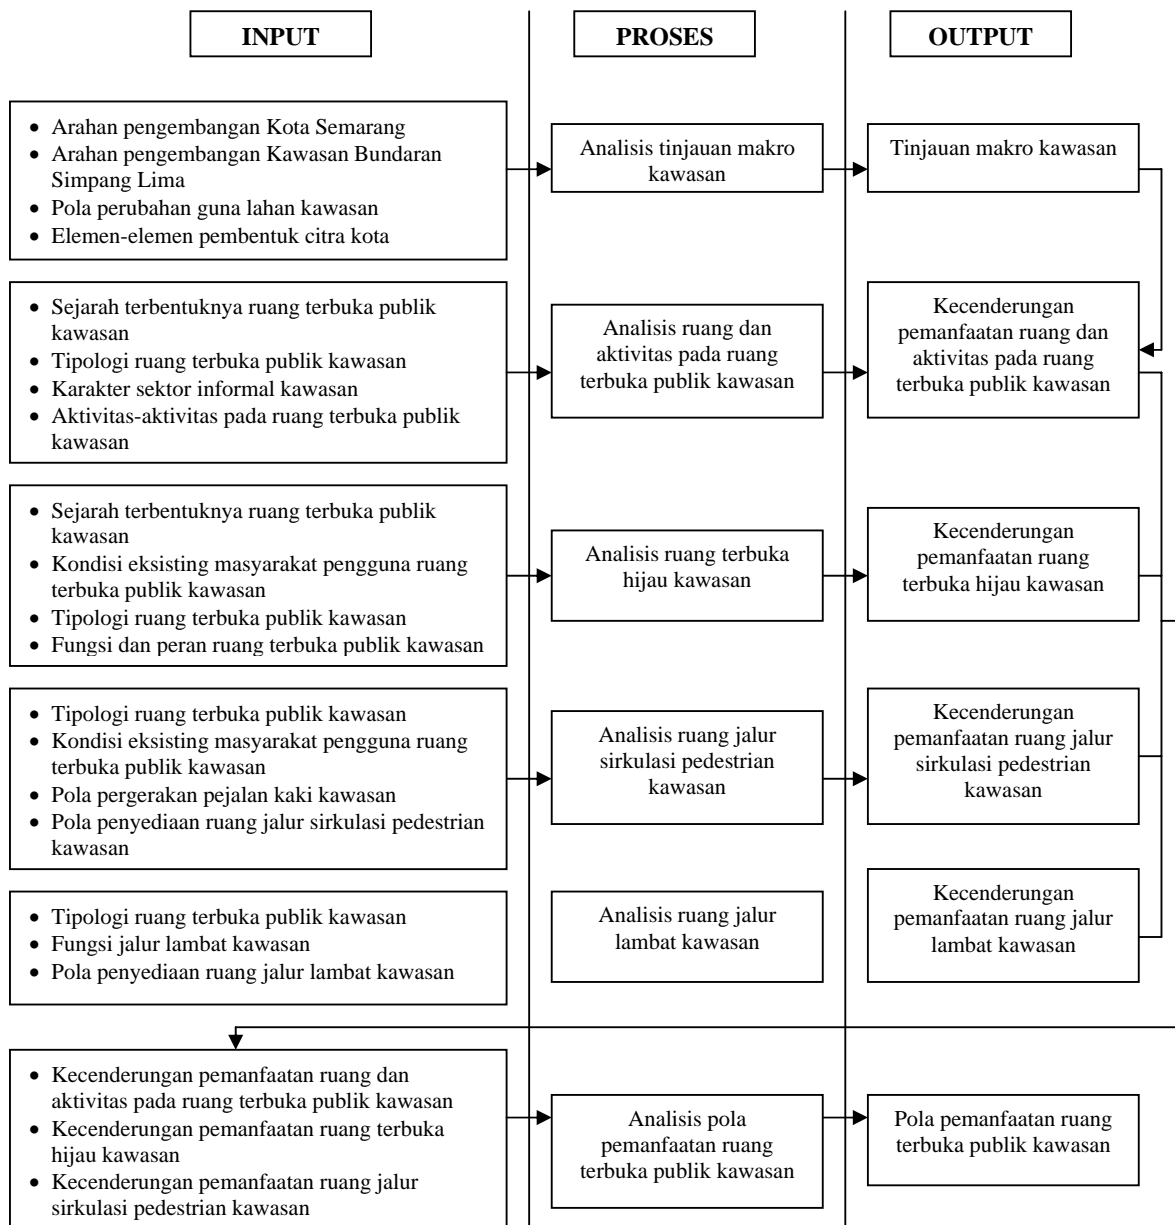 INPUT
PROSES
OUTPUT
• Arahan pengembangan Kota Semarang
• Arahan pengembangan Kawasan Bundaran
Simpang Lima
• Pola perubahan guna lahan kawasan
• Elemen-elemen pembentuk citra kota
Analisis tinjauan makro
kawasan
Tinjauan makro kawasan
• Sejarah terbentuknya ruang terbuka publik
kawasan
• Tipologi ruang terbuka publik kawasan
• Karakter sektor informal kawasan
• Aktivitas-aktivitas pada ruang terbuka publik
kawasan
Analisis ruang dan
aktivitas pada ruang
terbuka publik kawasan
Kecenderungan
pemanfaatan ruang dan
aktivitas pada ruang
terbuka publik kawasan
• Sejarah terbentuknya ruang terbuka publik
kawasan
• Kondisi eksisting masyarakat pengguna ruang
terbuka publik kawasan
• Tipologi ruang terbuka publik kawasan
• Fungsi dan peran ruang terbuka publik kawasan
Analisis ruang terbuka
hijau kawasan
Kecenderungan
pemanfaatan ruang
terbuka hijau kawasan
• Tipologi ruang terbuka publik kawasan
• Kondisi eksisting masyarakat pengguna ruang
terbuka publik kawasan
• Pola pergerakan pejalan kaki kawasan
• Pola penyediaan ruang jalur sirkulasi pedestrian
kawasan
Analisis ruang jalur
sirkulasi pedestrian
kawasan
Kecenderungan
pemanfaatan ruang jalur
sirkulasi pedestrian
kawasan
• Tipologi ruang terbuka publik kawasan
• Fungsi jalur lambat kawasan
• Pola penyediaan ruang jalur lambat kawasan
Analisis ruang jalur
lambat kawasan
Kecenderungan
pemanfaatan ruang jalur
lambat kawasan
• Kecenderungan pemanfaatan ruang dan
aktivitas pada ruang terbuka publik kawasan
• Kecenderungan pemanfaatan ruang terbuka
hijau kawasan
• Kecenderungan pemanfaatan ruang jalur
sirkulasi pedestrian kawasan
Analisis pola
pemanfaatan ruang
terbuka publik kawasan
Pola pemanfaatan ruang
terbuka publik kawasan